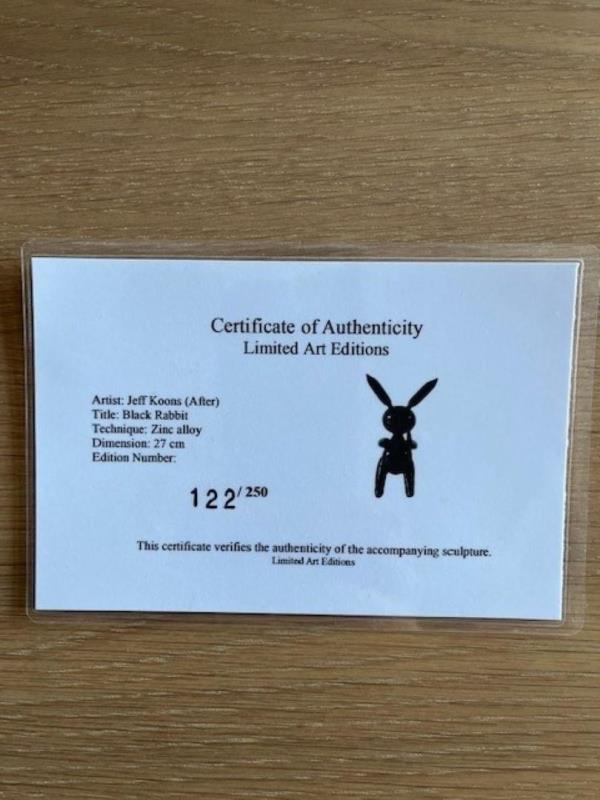 Certificate of Authenticity
Limited Art Editions
Artist: Jeff Koons (After)
Title: Black Rabbit
Technique: Zinc alloy
Dimension: 27 cm
Edition Number:
122/250
This certificate verifies the authenticity of the accompanying sculpture.
Limited Art Editions